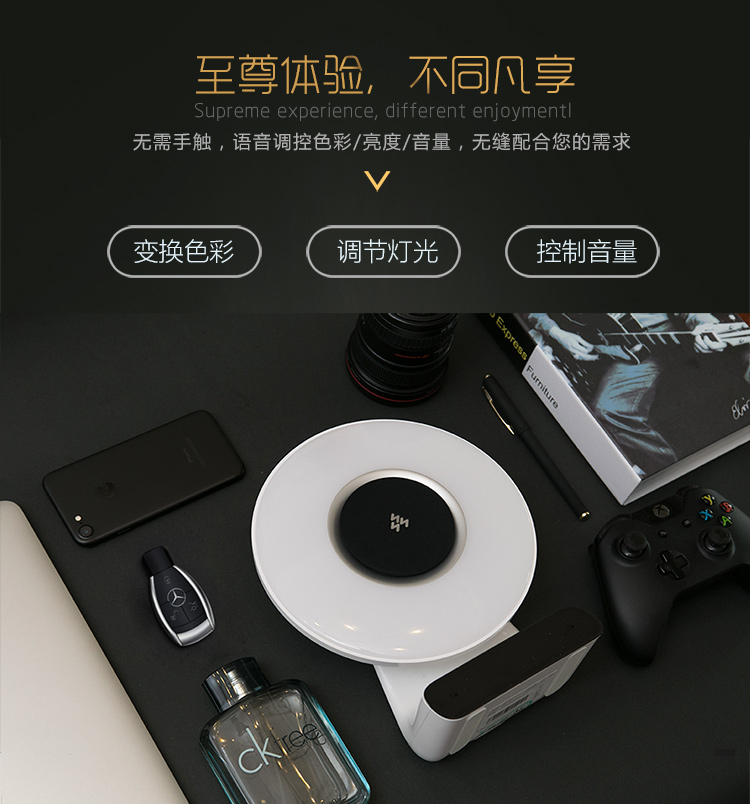 至尊体验，不同凡享
Supreme experience, different enjoymentl
无需手触，语音调控色彩/亮度/音量，无缝配合您的需求
变换色彩
调节灯光
控制音量
Express
Furniture
Elvi
Y
X
B
A
ck free